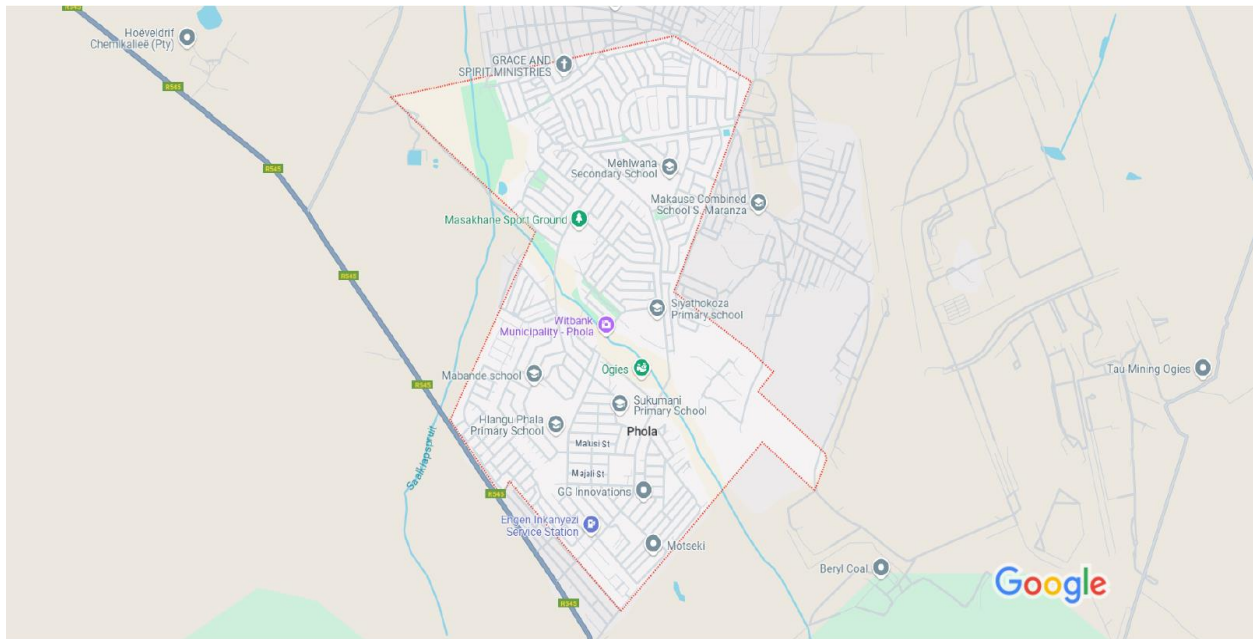 R545
Hoëveldrif
Chemikalieë (Pty)
GRACE AND
SPIRIT MINISTRIES
R545
R545
Mehlwana
Secondary School
Makause Combined
School S. Maranza
Masakhane Sport Ground
R545
Siyathokoza
Primary school
Witbank
Municipality - Phola
Ogies
Tau Mining Ogies
Mabande school
R545
Sukumani
Primary School
Hlangu Phala
Primary School
Phola
Malusi St
Saalklapspruit
Majali St
GG Innovations
R545
Engen Inkanyezi
Service Station
Motseki
Beryl Coal
Google
R545